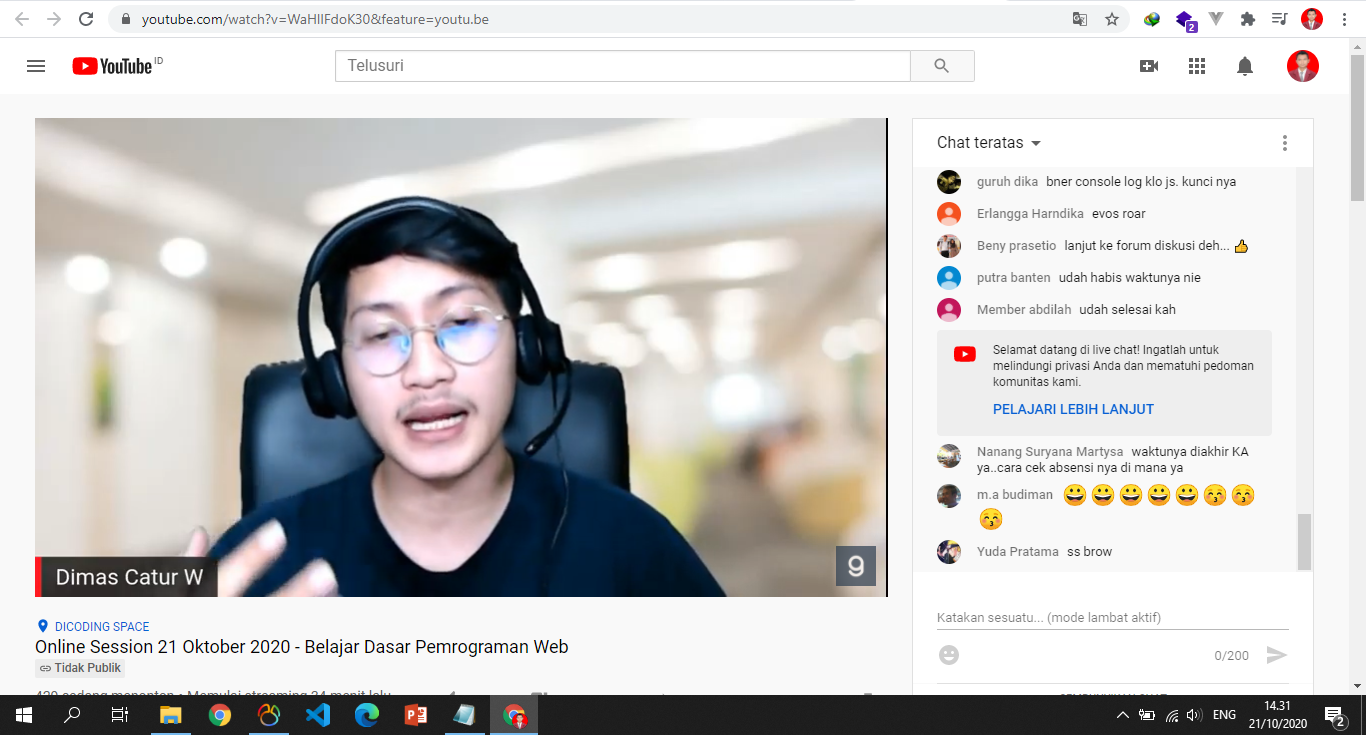 youtube.com/watch?v=WaHIlFdoK30&feature=youtu.be
2
YouTube ID
Telusuri
Dimas Catur W
g
DICODING SPACE
Online Session 21 Oktober 2020 - Belajar Dasar Pemrograman Web
Tidak Publik
Chat teratas
guruh dika bner console log klo js. kunci nya
Erlangga Harndika evos roar
Beny prasetio lanjut ke forum diskusi deh... 👍
putra banten udah habis waktunya nie
Member abdilah udah selesai kah
Selamat datang di live chat! Ingatlah untuk
melindungi privasi Anda dan mematuhi pedoman
komunitas kami.
PELAJARI LEBIH LANJUT
Nanang Suryana Martysa waktunya diakhir KA
ya..cara cek absensi nya di mana ya
m.a budiman 😀😀😀😀😀😚😚
😚
Yuda Pratama ss brow
Katakan sesuatu... (mode lambat aktif)
0/200
ENG
14.31
21/10/2020
2